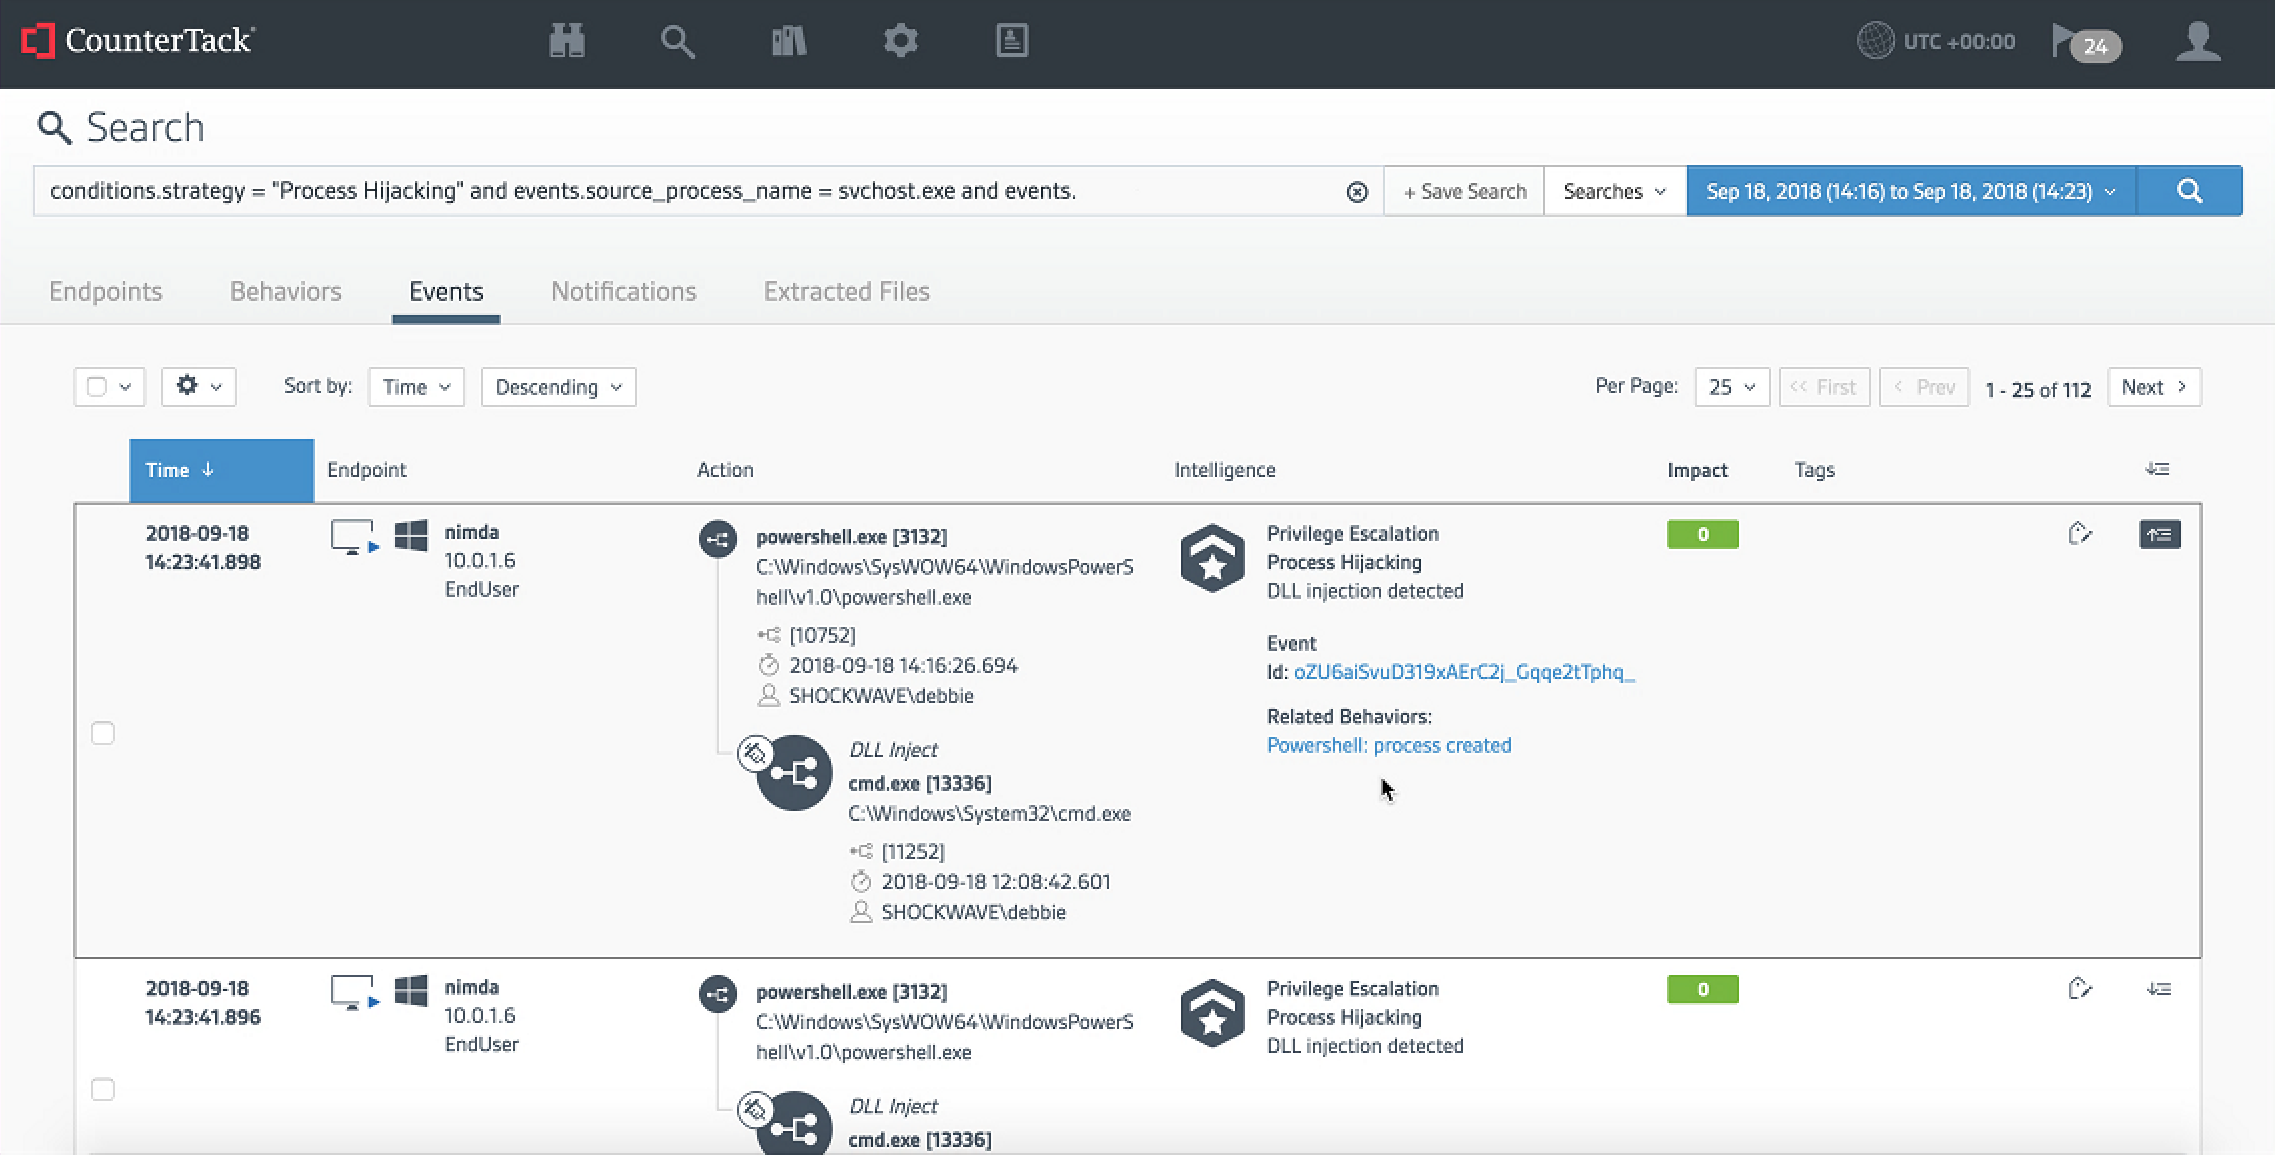 CounterTack
UTC +00:00
24
Search
conditions.strategy = "Process Hijacking" and events.source_process_name = svchost.exe and events.
+ Save Search
Searches
Sep 18, 2018 (14:16) to Sep 18, 2018 (14:23)
Endpoints
Behaviors
Events
Notifications
Extracted Files
Sort by:
Time
Descending
Per Page:
25
<< First
< Prev
1 - 25 of 112
Next >
Time ↓
Endpoint
Action
Intelligence
Impact
Tags
2018-09-18
14:23:41.898
nimda
10.0.1.6
EndUser
powershell.exe [3132]
C:\Windows\SysWOW64\WindowsPowerS
hell\v1.0\powershell.exe
[10752]
2018-09-18 14:16:26.694
SHOCKWAVE\debbie
DLL Inject
cmd.exe [13336]
C:\Windows\System32\cmd.exe
[11252]
2018-09-18 12:08:42.601
SHOCKWAVE\debbie
Privilege Escalation
Process Hijacking
DLL injection detected
Event
Id: oZU6aiSvuD319xAErC2j_Gqqe2tTphq_
Related Behaviors:
Powershell: process created
0
2018-09-18
14:23:41.896
nimda
10.0.1.6
EndUser
powershell.exe [3132]
C:\Windows\SysWOW64\WindowsPowerS
hell\v1.0\powershell.exe
DLL Inject
cmd.exe [13336]
Privilege Escalation
Process Hijacking
DLL injection detected
0